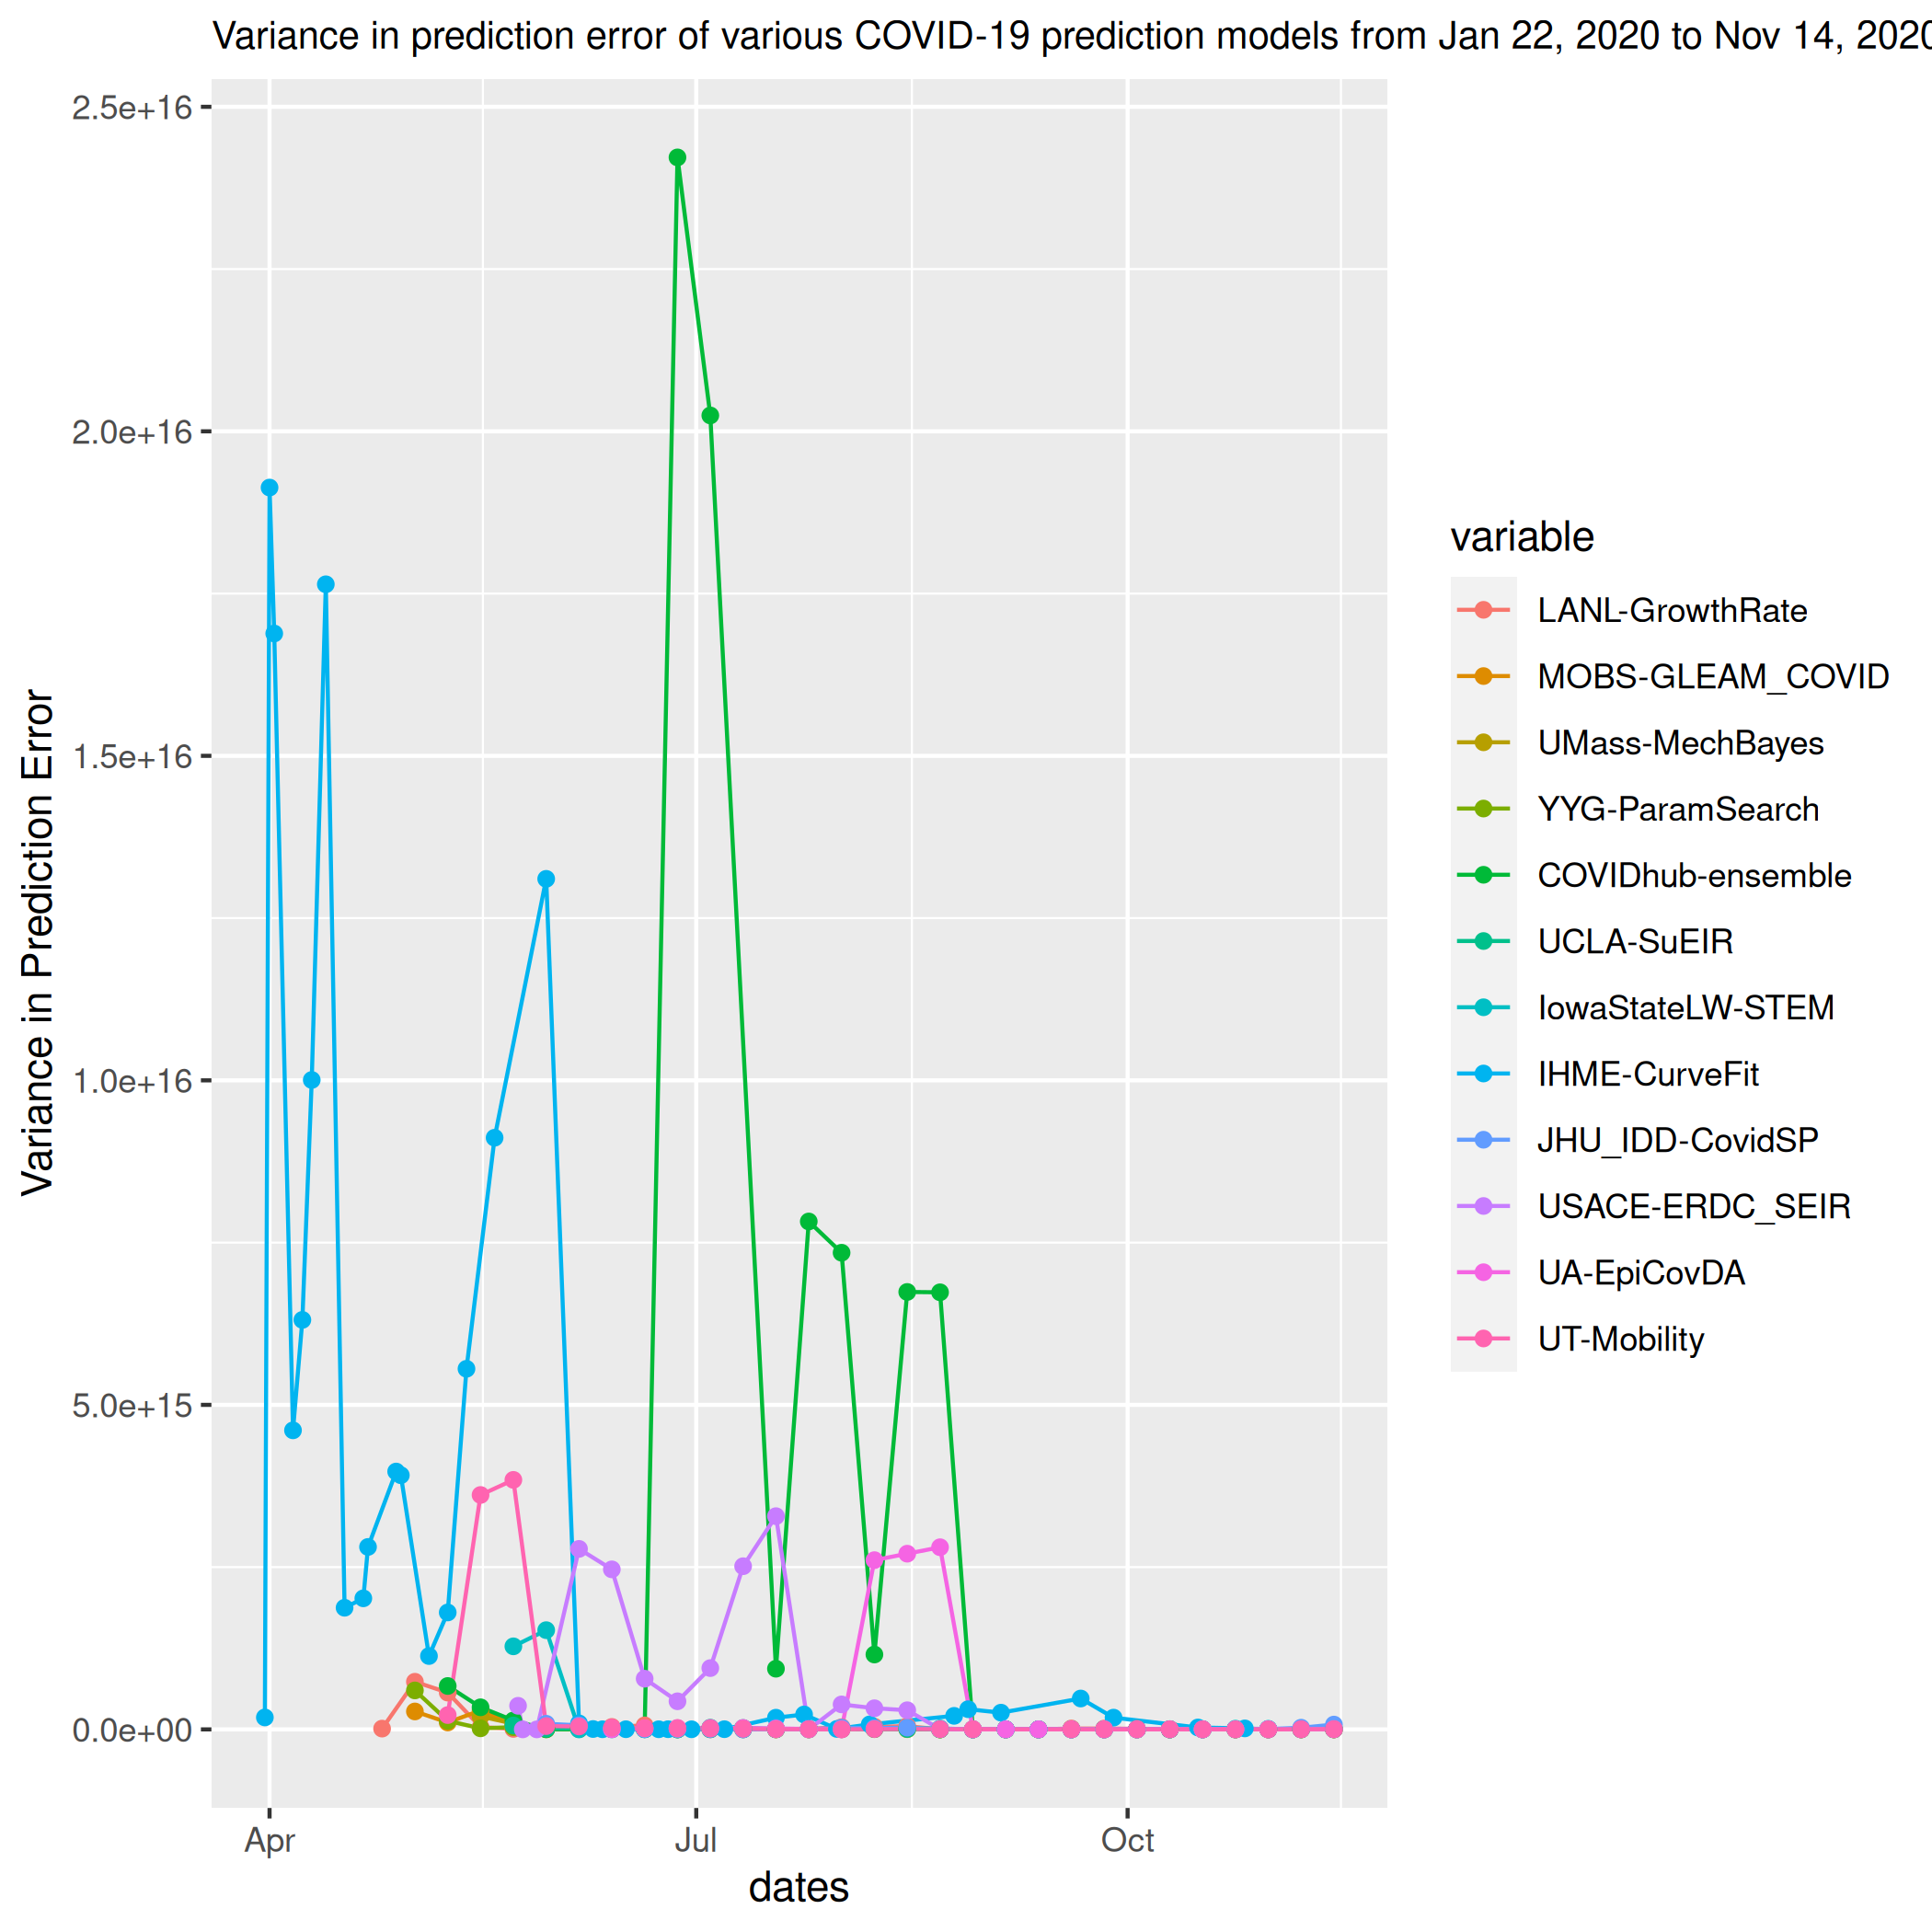 Variance in prediction error of various COVID-19 prediction models from Jan 22, 2020 to Nov 14, 2020
2.5e+16
2.0e+16
1.5e+16
1.0e+16
5.0e+15
0.0e+00
Variance in Prediction Error
Apr
Jul
Oct
dates
variable
LANL-GrowthRate
MOBS-GLEAM_COVID
UMass-MechBayes
YYG-ParamSearch
COVIDhub-ensemble
UCLA-SuEIR
IowaStateLW-STEM
IHME-CurveFit
JHU_IDD-CovidSP
USACE-ERDC_SEIR
UA-EpiCovDA
UT-Mobility